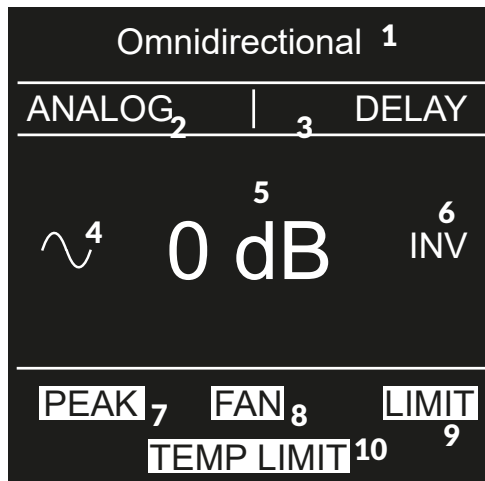 Omnidirectional 1
ANALOG 2 | 3 DELAY
4 0 dB 5 INV 6
PEAK 7 FAN 8 LIMIT 9
TEMP LIMIT 10